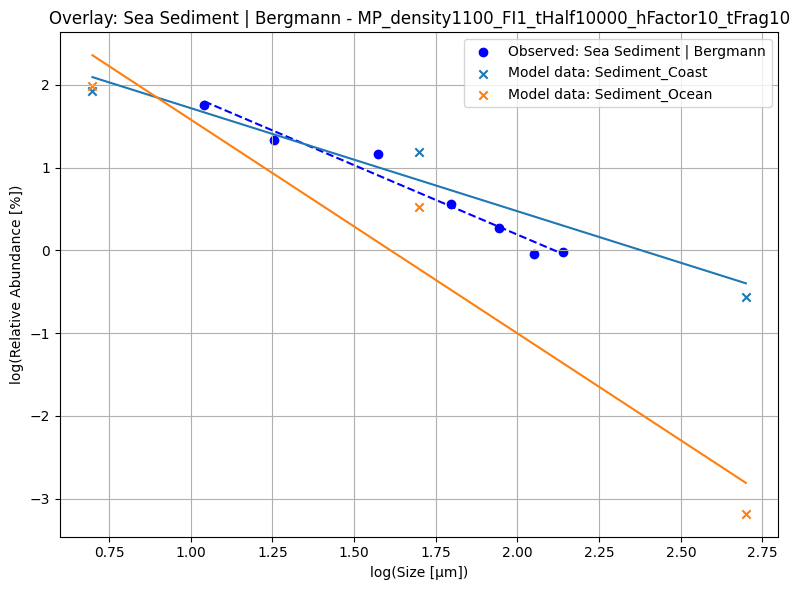 Overlay: Sea Sediment | Bergmann - MP_density1100_FI1_tHalf10000_hFactor10_tFrag10
Observed: Sea Sediment | Bergmann
Model data: Sediment_Coast
Model data: Sediment_Ocean
log(Relative Abundance [%])
2
1
0
−1
−2
−3
0.75
1.00
1.25
1.50
1.75
2.00
2.25
2.50
2.75
log(Size [μm])